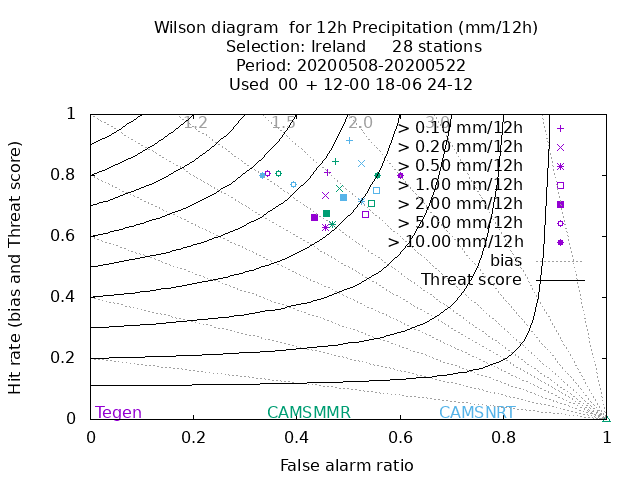 Wilson diagram  for 12h Precipitation (mm/12h)
Selection: Ireland     28 stations
Period: 20200508-20200522
Used  00  + 12-00 18-06 24-12
Hit rate (bias and Threat score)
1
0.8
0.6
0.4
0.2
0
1.2
1.5
2.0
3.0
> 0.10 mm/12h
> 0.20 mm/12h
> 0.50 mm/12h
> 1.00 mm/12h
> 2.00 mm/12h
> 5.00 mm/12h
> 10.00 mm/12h
bias
Threat score
Tegen
CAMSMMR
CAMSNRT
0
0.2
0.4
0.6
0.8
1
False alarm ratio